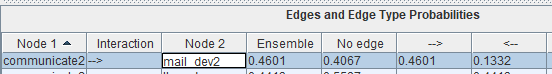 Edges and Edge Type Probabilities
Node 1 Interaction Node 2 Ensemble No edge --> <--
communicate2 --> mail_dev2 0.4601 0.4067 0.4601 0.1332